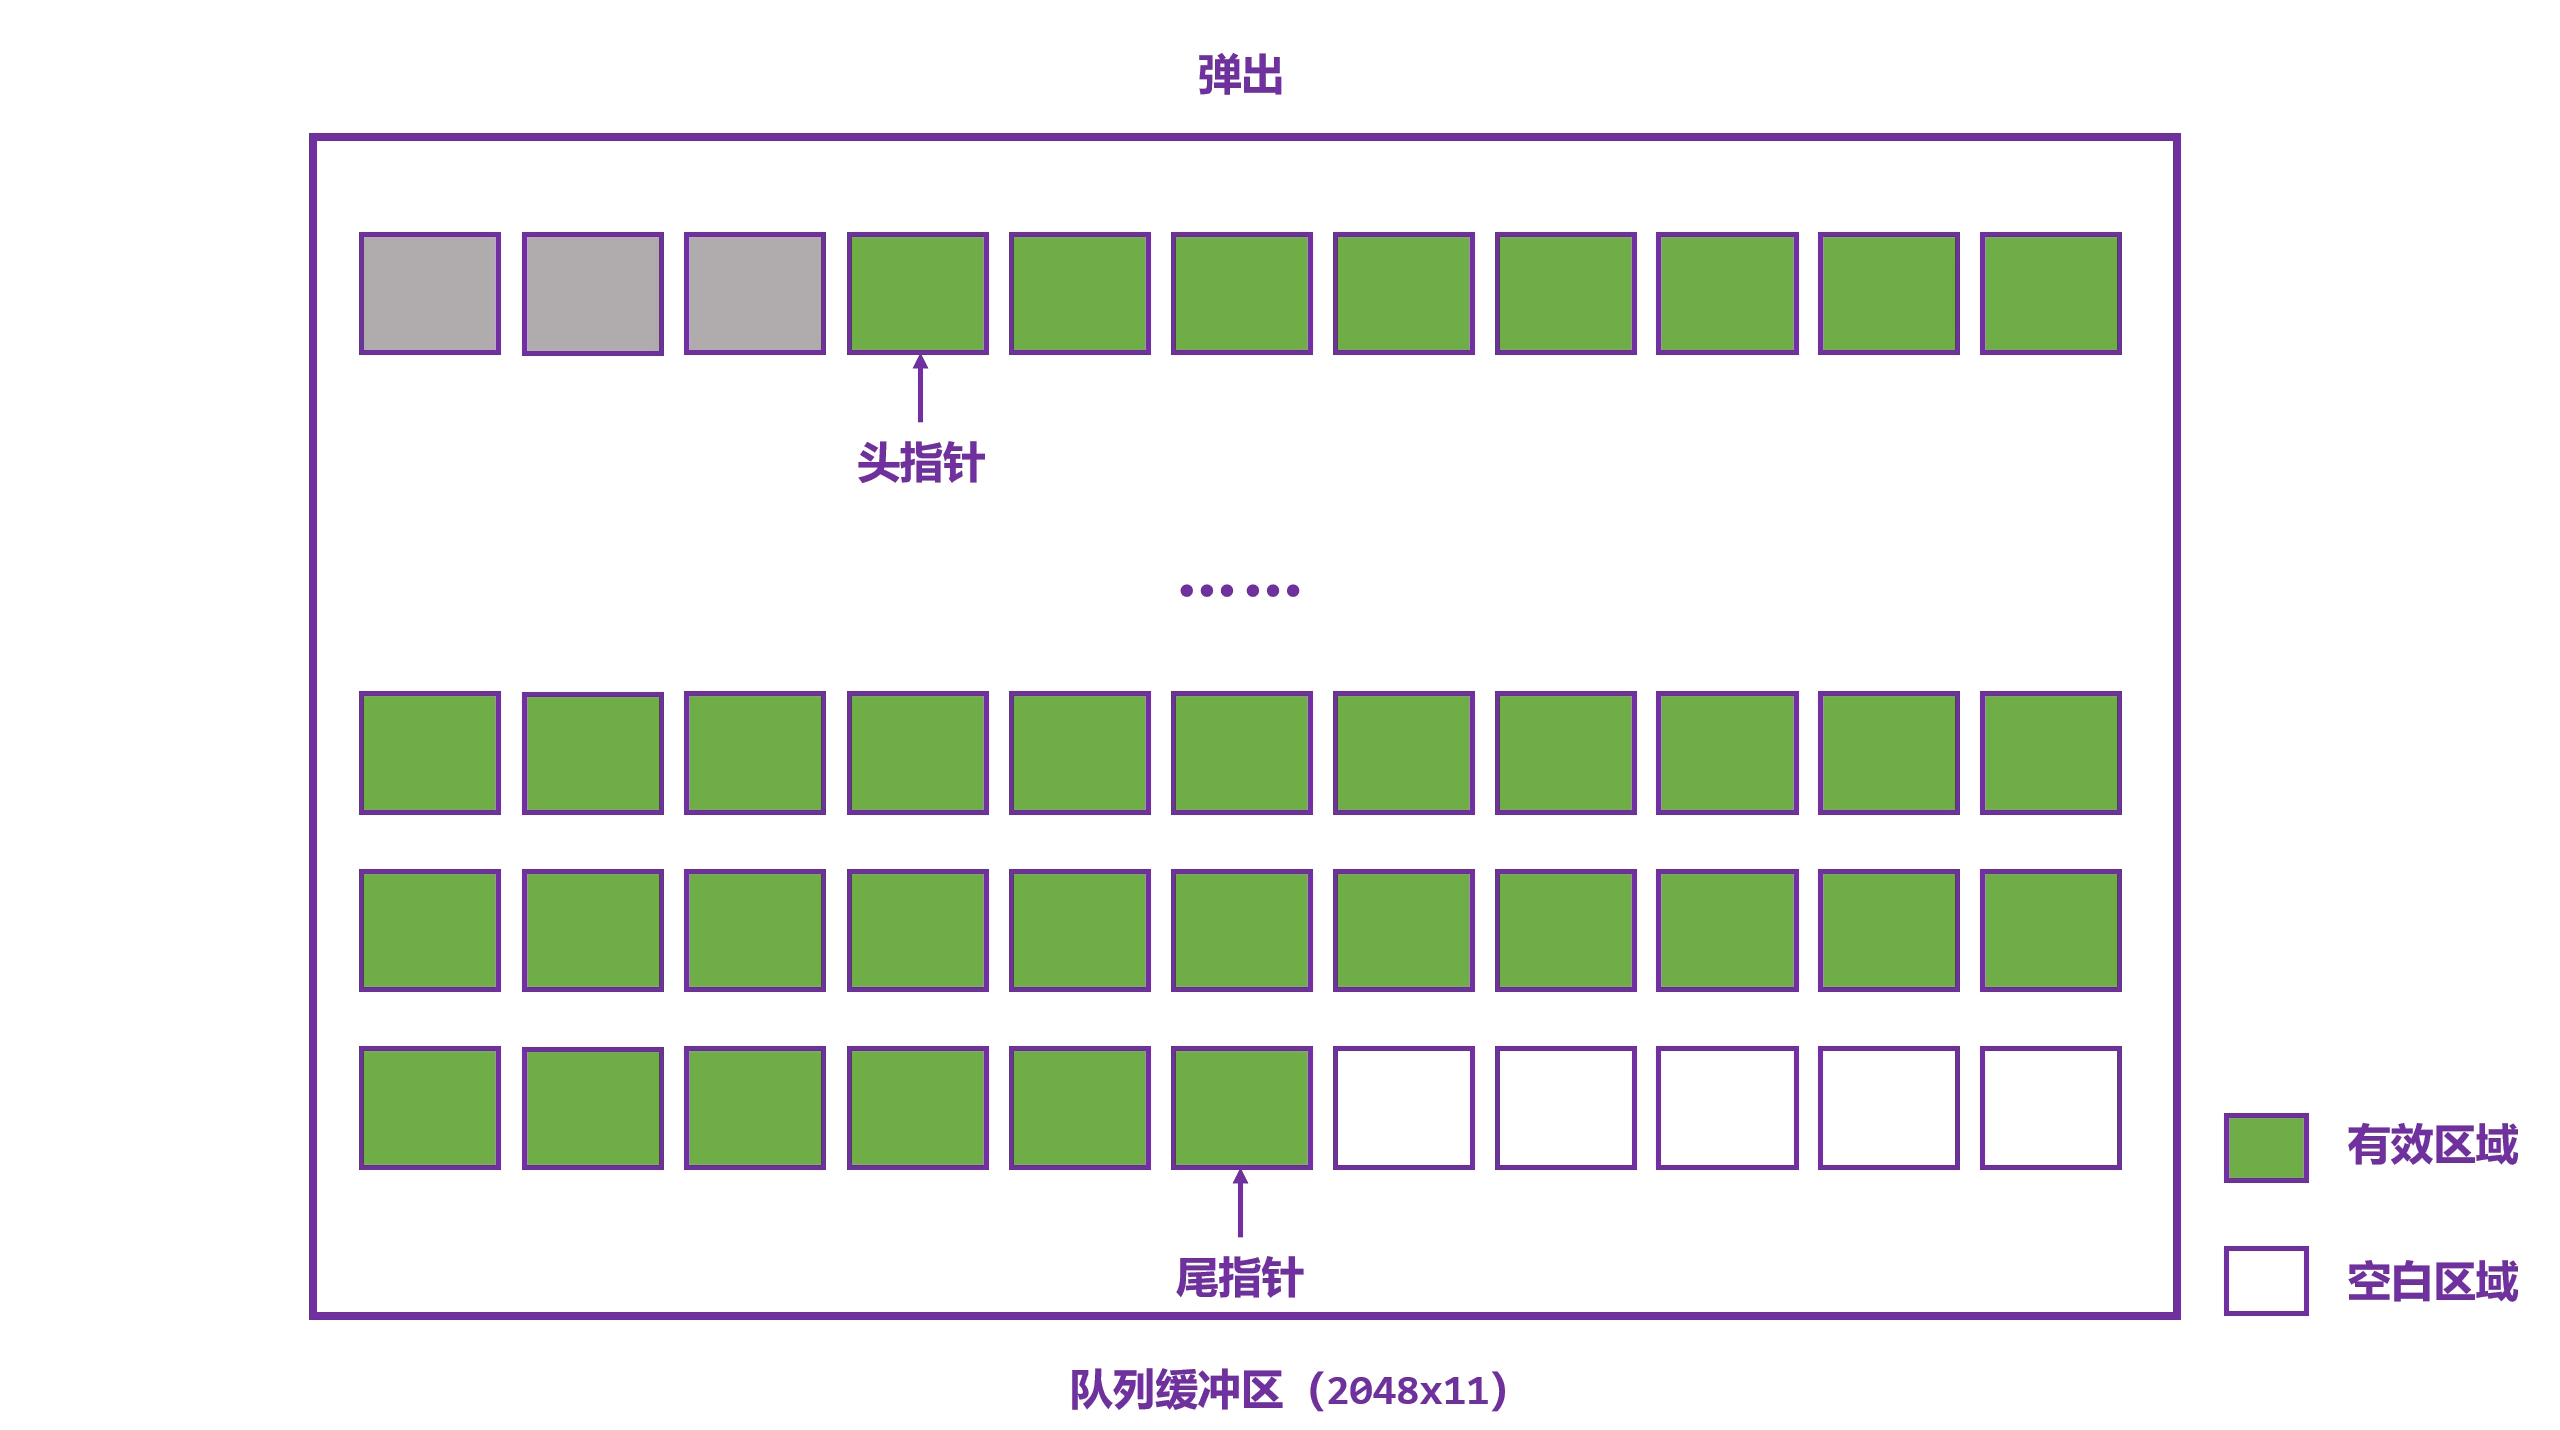 弹出
头指针
……
尾指针
有效区域
空白区域
队列缓冲区（2048x11）